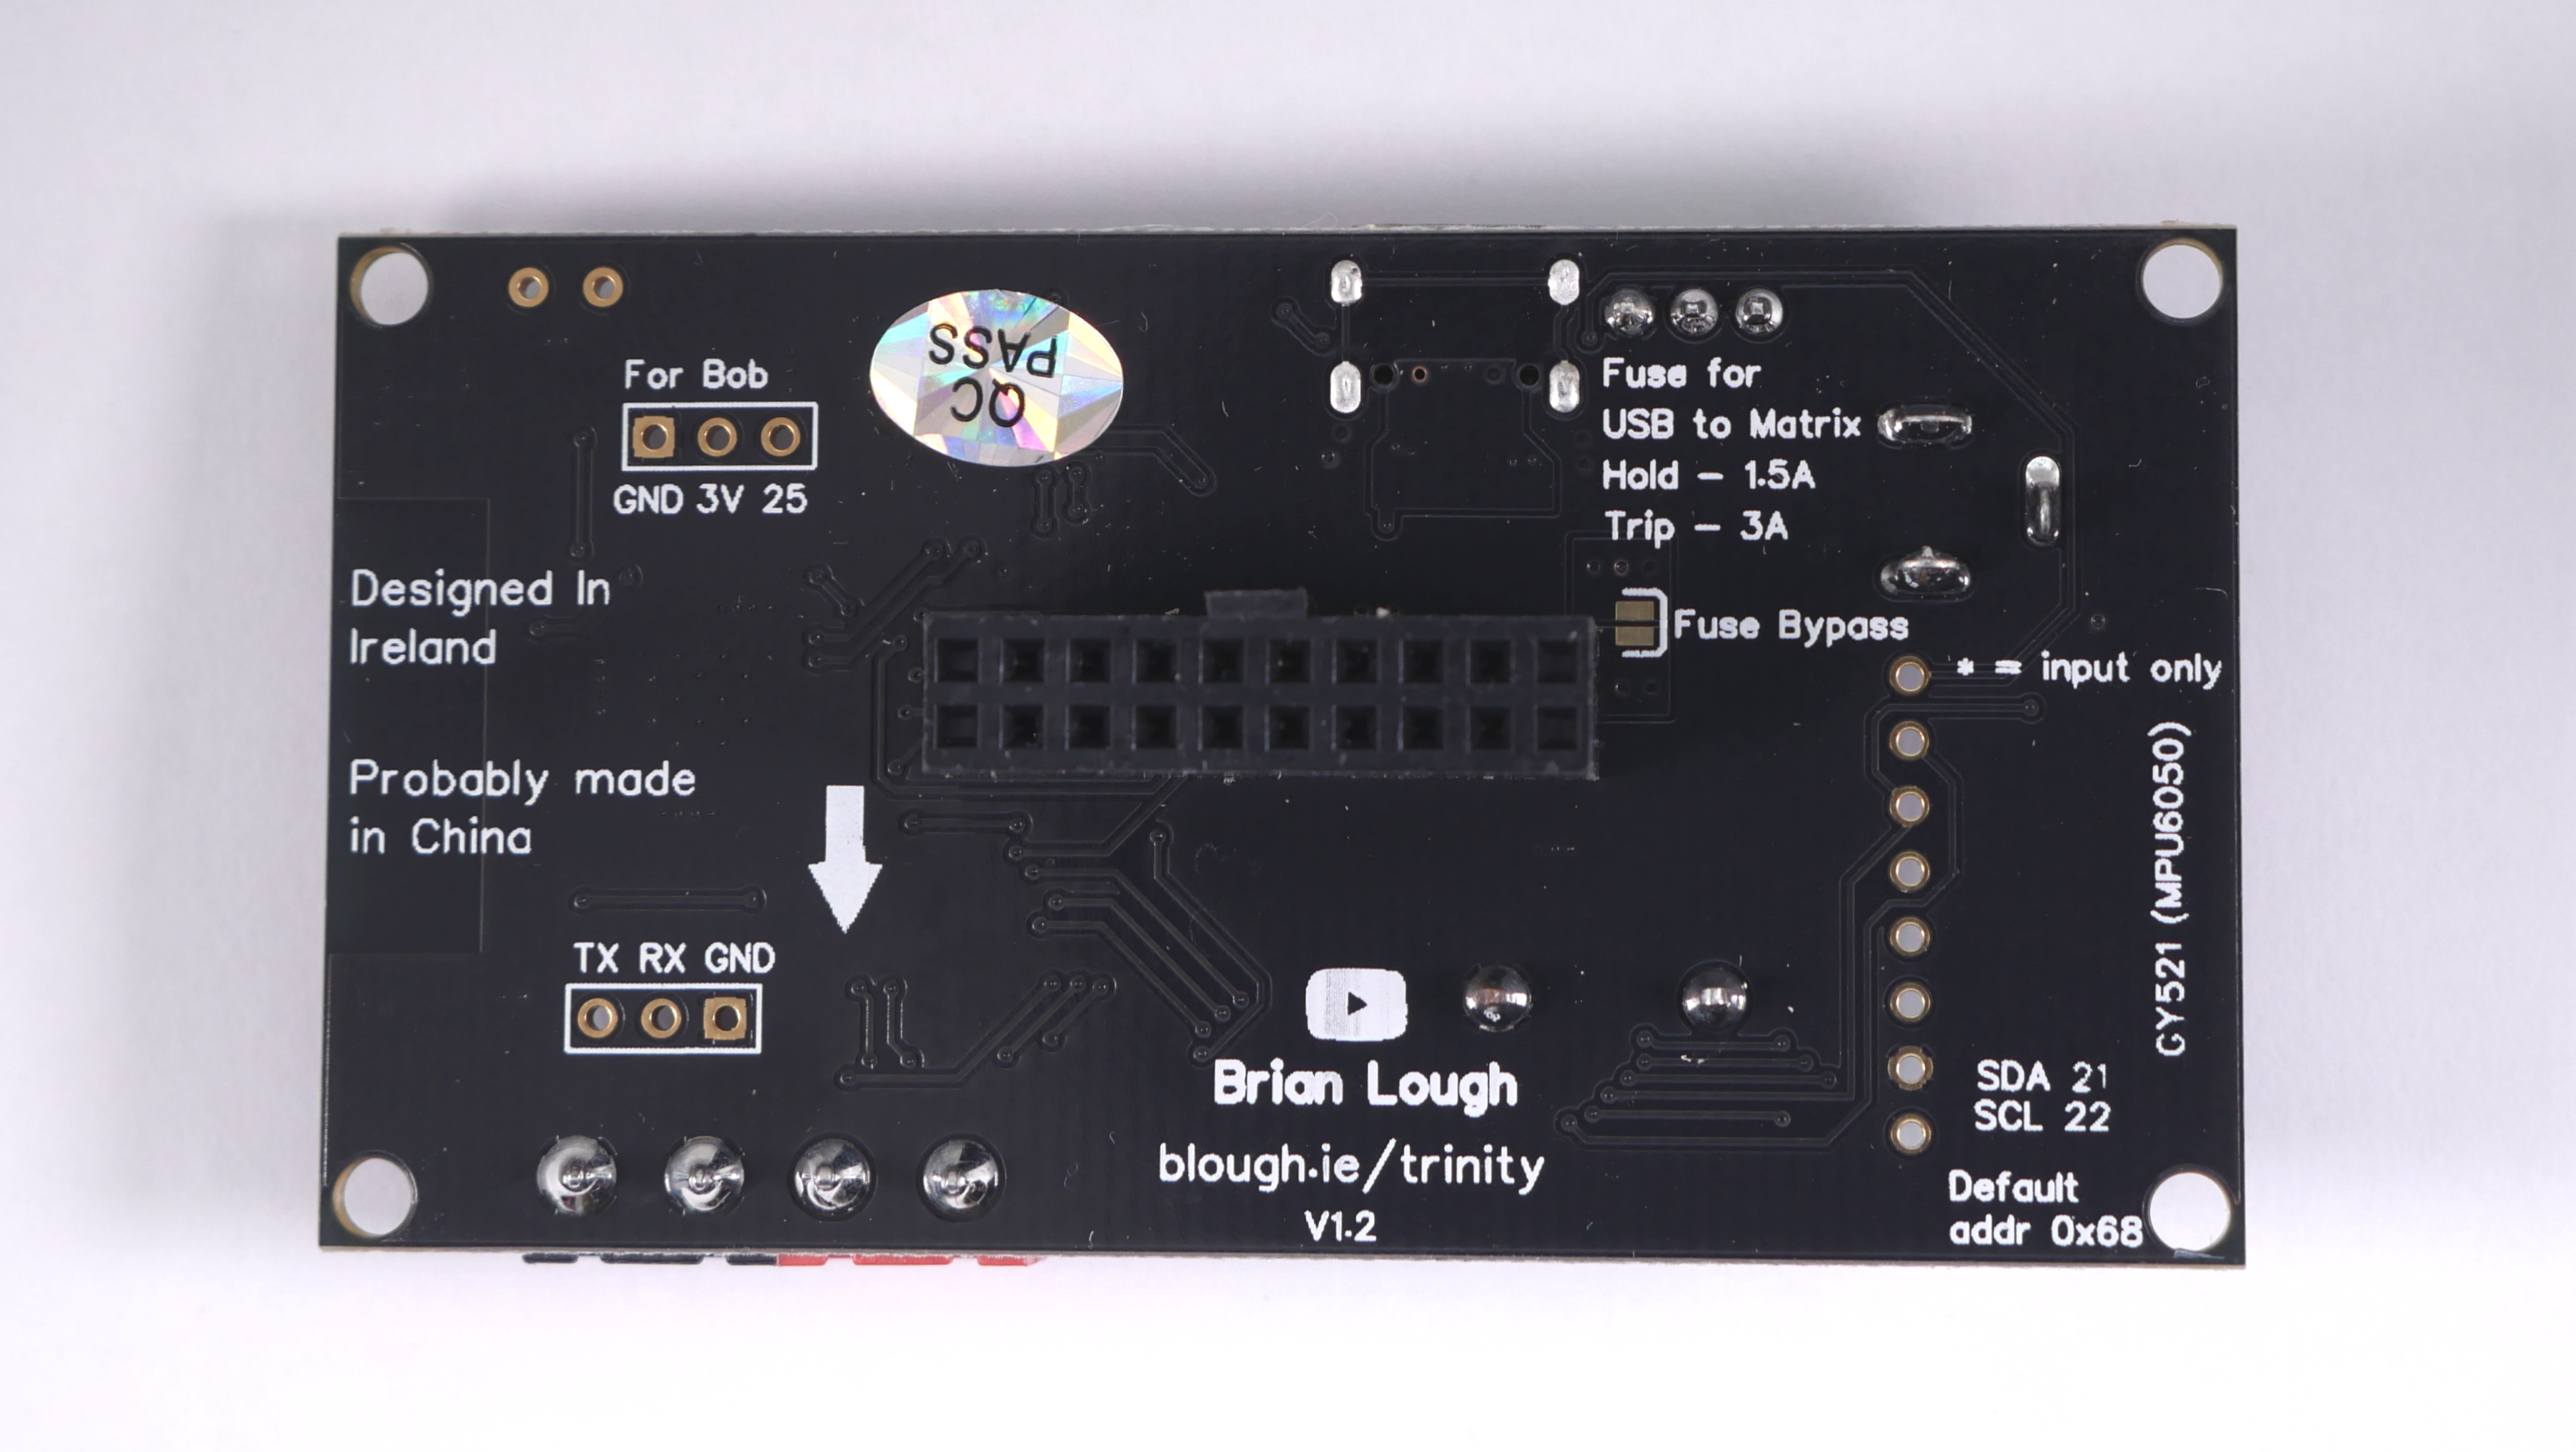 QC
PASS
For Bob
GND 3V 25
Fuse for
USB to Matrix
Hold - 1.5A
Trip - 3A
Designed In
Ireland
Fuse Bypass
* = input only
Probably made
in China
GY521 (MPU6050)
TX RX GND
Brian Lough
SDA 21
SCL 22
blough.ie/trinity
V1.2
Default
addr 0x68